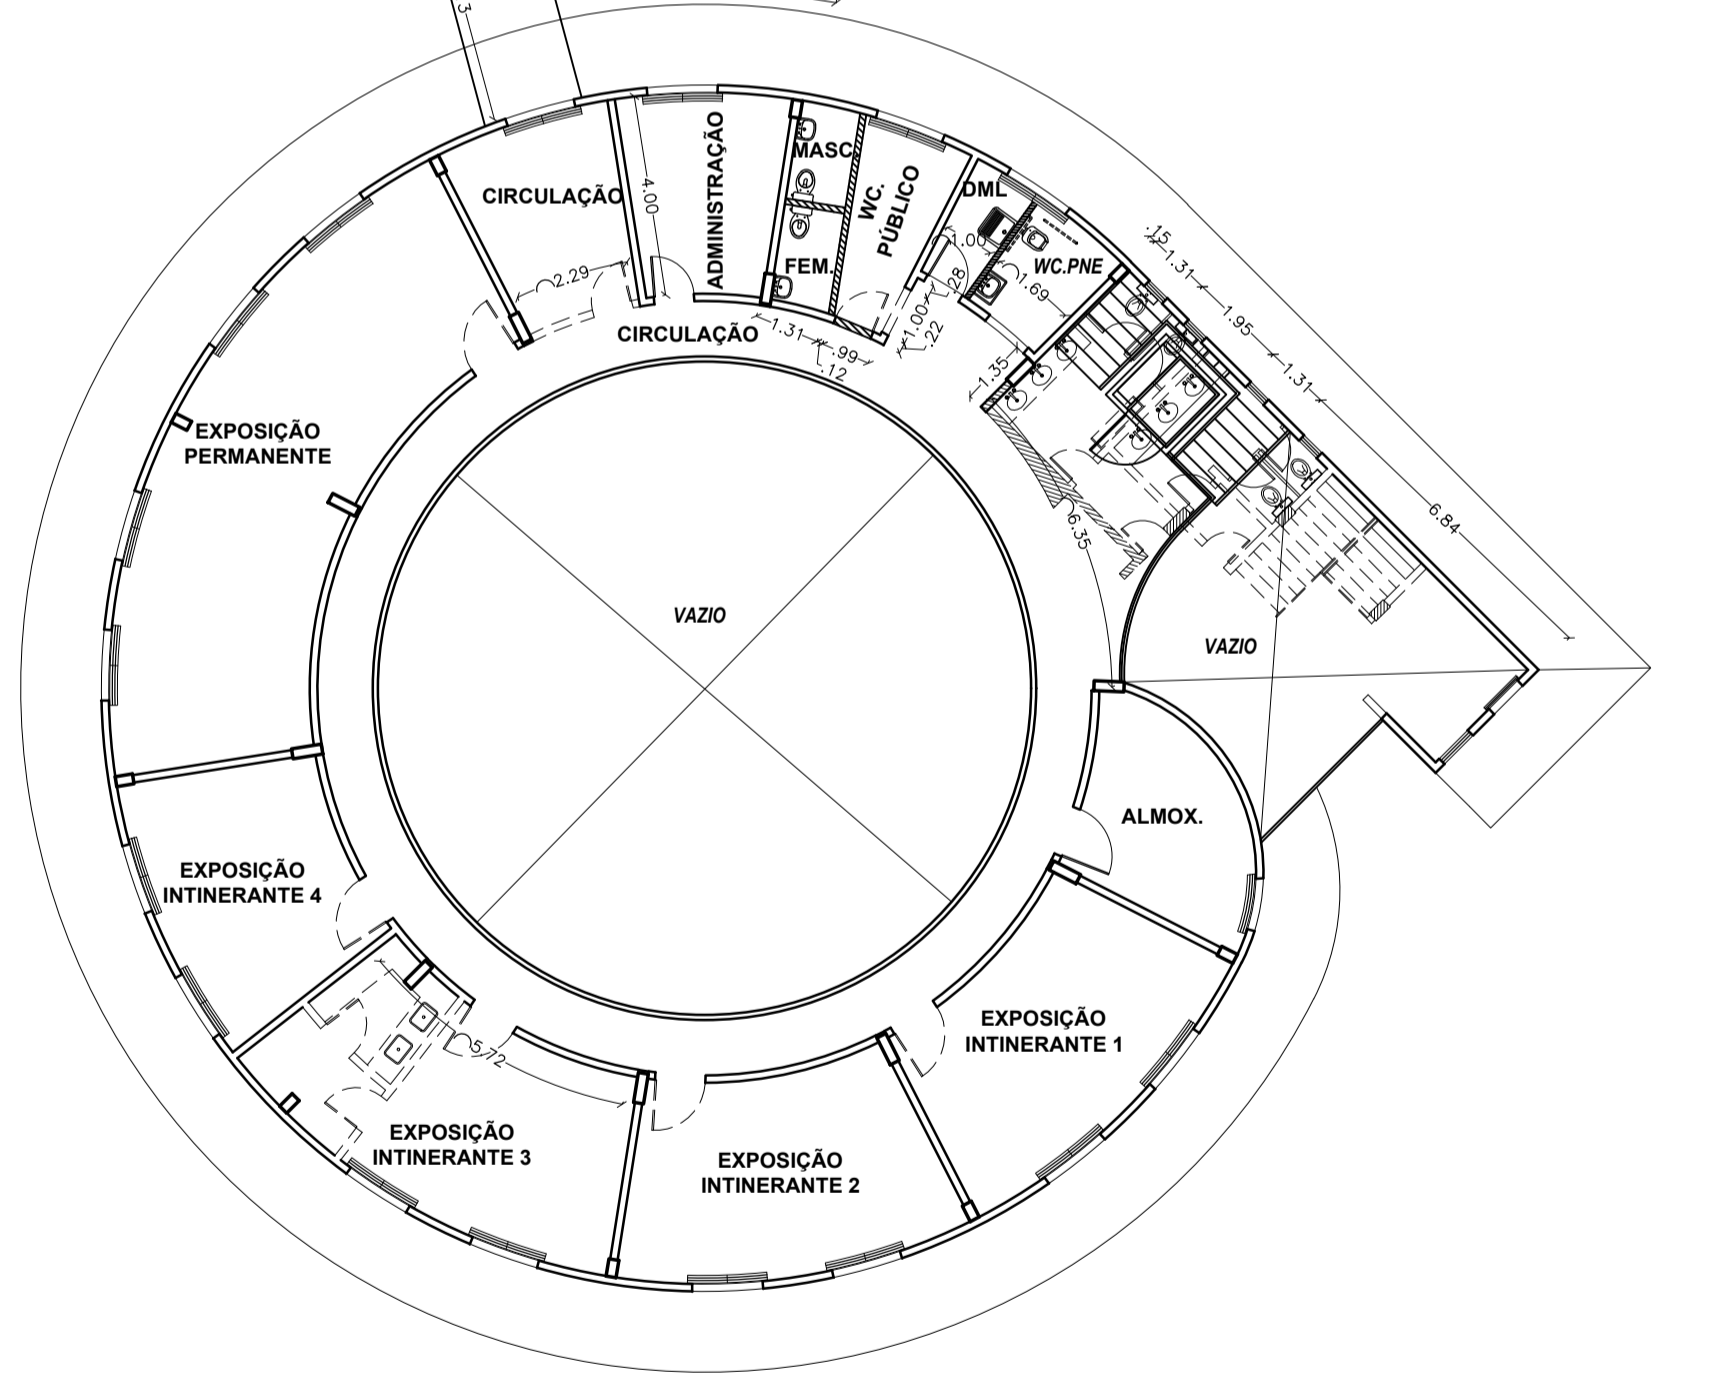 3
CIRCULAÇÃO
4.00
ADMINISTRAÇÃO
MASC.
FEM.
WC.
PÚBLICO
DML
1.00
.28
WC.PNE
1.69
.15
1.31
1.95
1.31
6.84
2.29
CIRCULAÇÃO
1.31
.99
.12
1.00
.22
1.35
6.35
EXPOSIÇÃO
PERMANENTE
VAZIO
VAZIO
ALMOX.
EXPOSIÇÃO
INTINERANTE 4
EXPOSIÇÃO
INTINERANTE 1
5.72
EXPOSIÇÃO
INTINERANTE 3
EXPOSIÇÃO
INTINERANTE 2